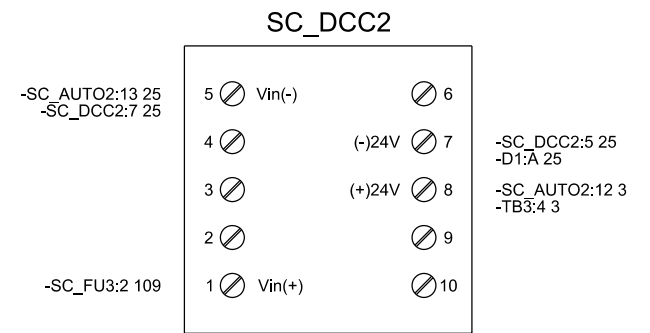 SC_DCC2
-SC_AUTO2:13 25
-SC_DCC2:7 25
5 Vin(-)
6
4
(-)24V 7
-SC_DCC2:5 25
-D1:A 25
3
(+)24V 8
-SC_AUTO2:12 3
-TB3:4 3
2
9
-SC_FU3:2 109
1 Vin(+)
10